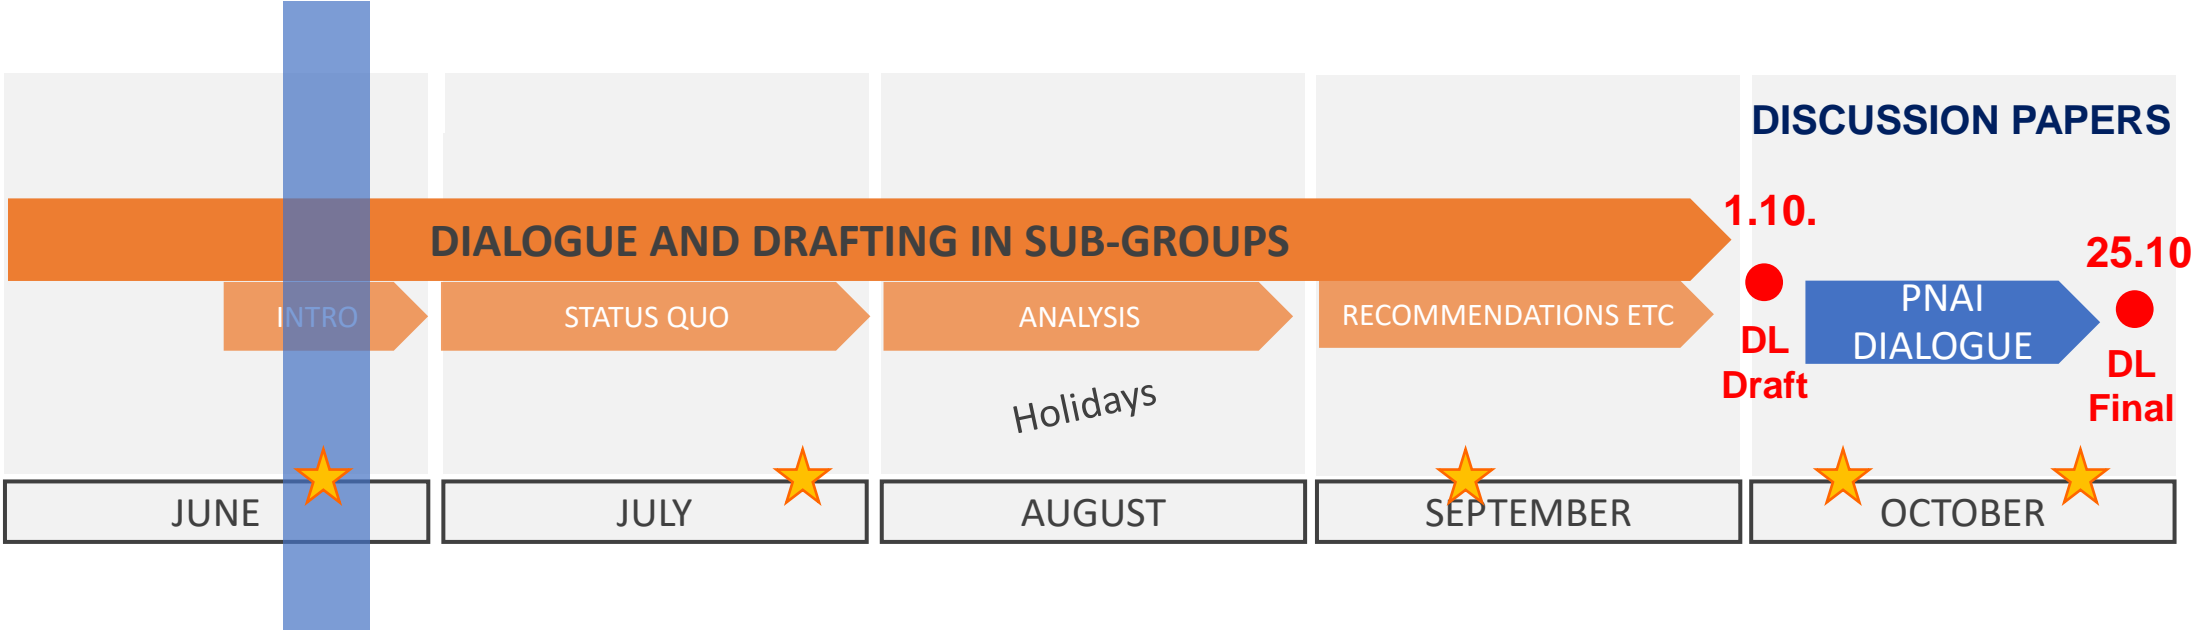 DISCUSSION PAPERS
DIALOGUE AND DRAFTING IN SUB-GROUPS
1.10.
25.10
INTRO
STATUS QUO
ANALYSIS
RECOMMENDATIONS ETC
DL
Draft
PNAI
DIALOGUE
DL
Final
Holidays
JUNE
JULY
AUGUST
SEPTEMBER
OCTOBER